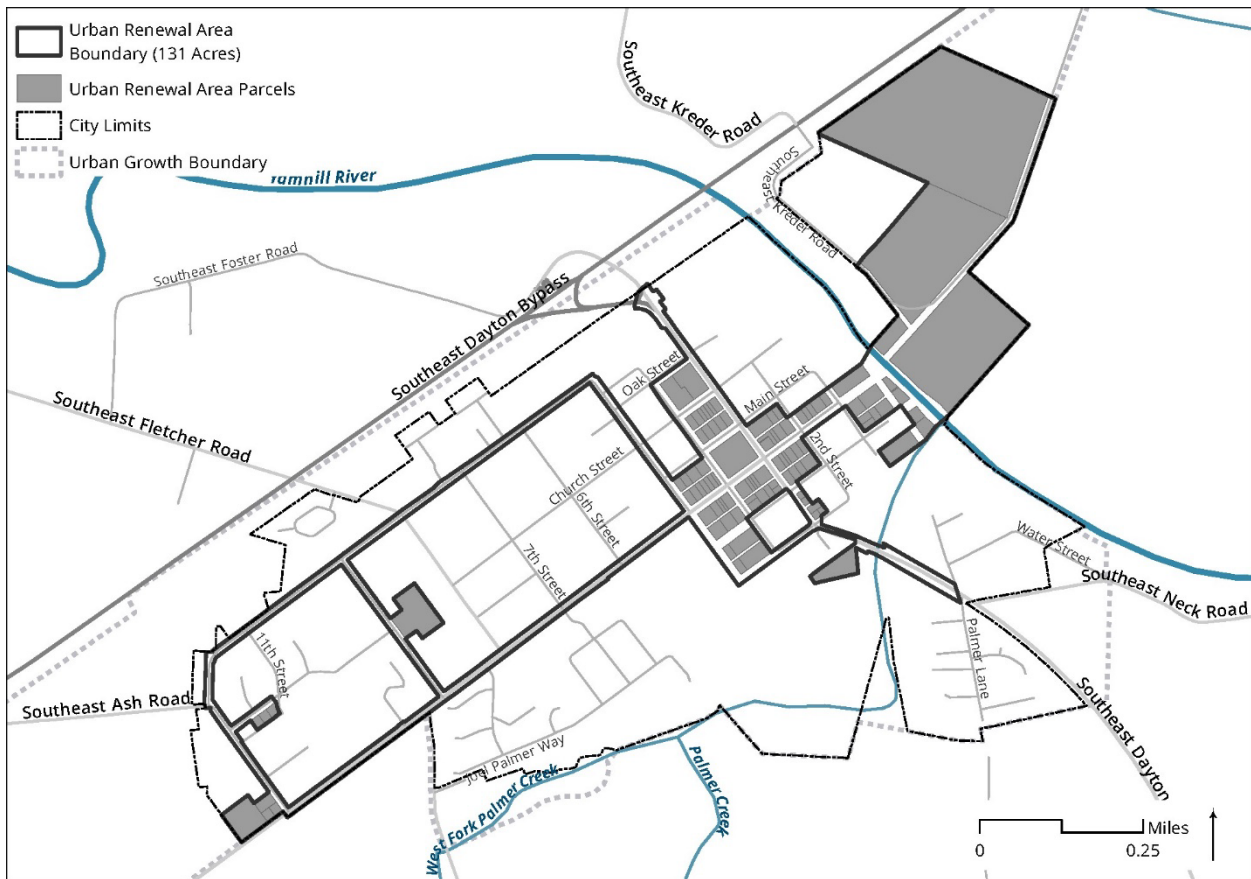 Urban Renewal Area
Boundary (131 Acres)
Urban Renewal Area Parcels
City Limits
Urban Growth Boundary
Southeast Kreder Road
Southeast Kreder Road
River
Southeast Foster Road
Southeast Dayton Bypass
Southeast Fletcher Road
Oak Street
Main Street
2nd Street
Church Street
6th Street
7th Street
11th Street
Water Street
Southeast Neck Road
Southeast Ash Road
Palmer Lane
Southeast Dayton
Joel Palmer Way
West Fork Palmer Creek
Palmer Creek
Miles
0
0.25